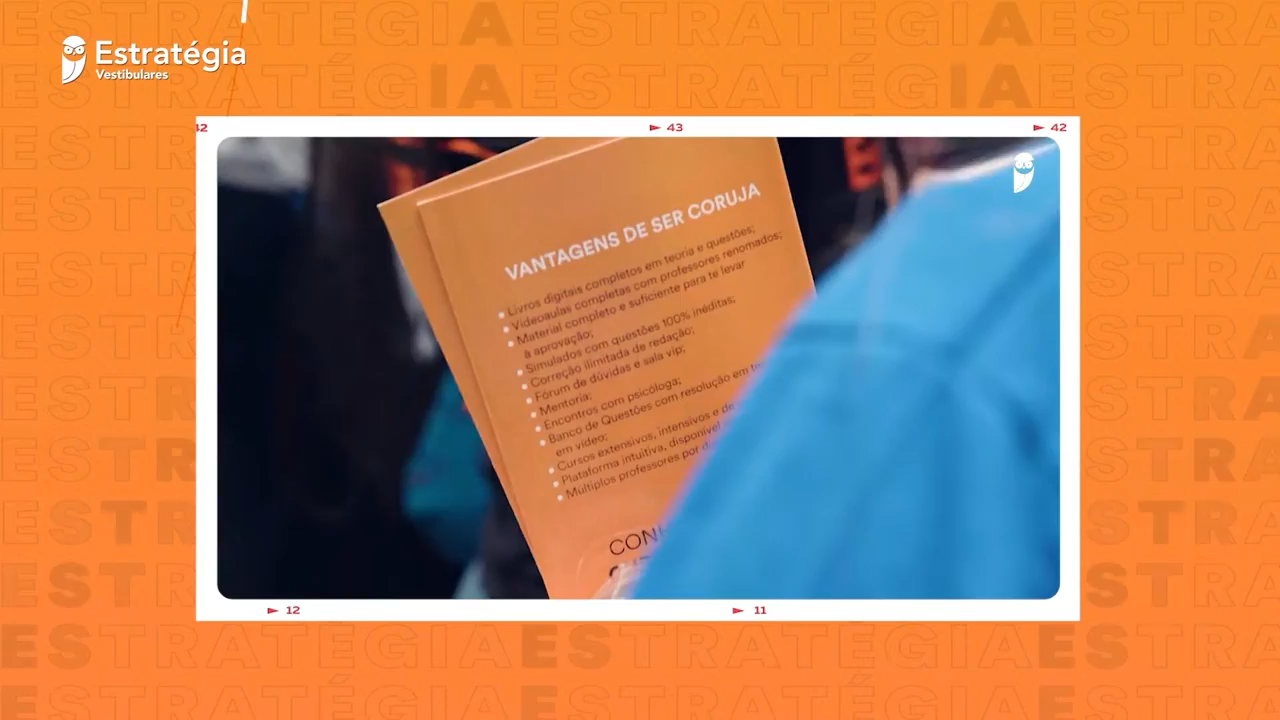 Estratégia
Vestibulares
42
43
42
VANTAGENS DE SER CORUJA
Livros digitais completos em teoria e questões;
Videoaulas completas com professores renomados;
Material completo e suficiente para te levar
à aprovação;
Simulados com questões 100% inéditas;
Correção ilimitada de redação;
Fórum de dúvidas e sala vip;
Mentoria;
Encontros com psicóloga;
Banco de Questões com resolução em
em vídeo;
Cursos extensivos, intensivos e de
Plataforma intuitiva, disponível
Múltiplos professores por
12
11
ESTRATÉGIA